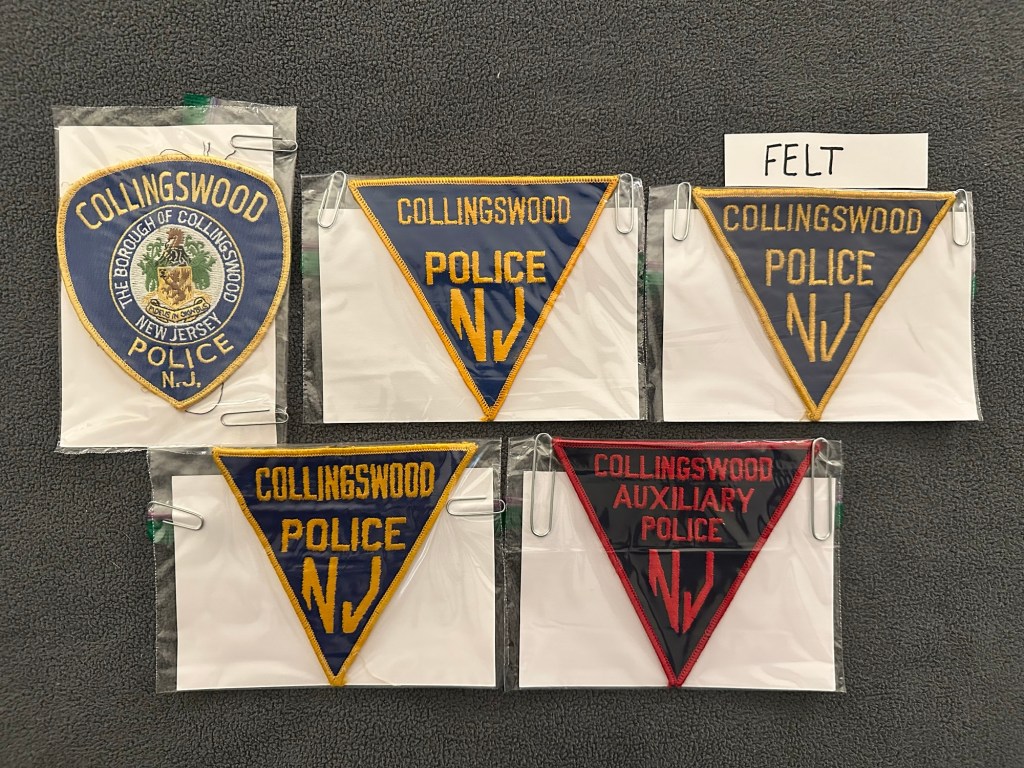 COLLINGSWOOD
THE BOROUGH OF COLLINGSWOOD
NEW JERSEY
POLICE
N.J.
COLLINGSWOOD
POLICE
NJ
FELT
COLLINGSWOOD
POLICE
NJ
COLLINGSWOOD
POLICE
NJ
COLLINGSWOOD
AUXILIARY
POLICE
NJ